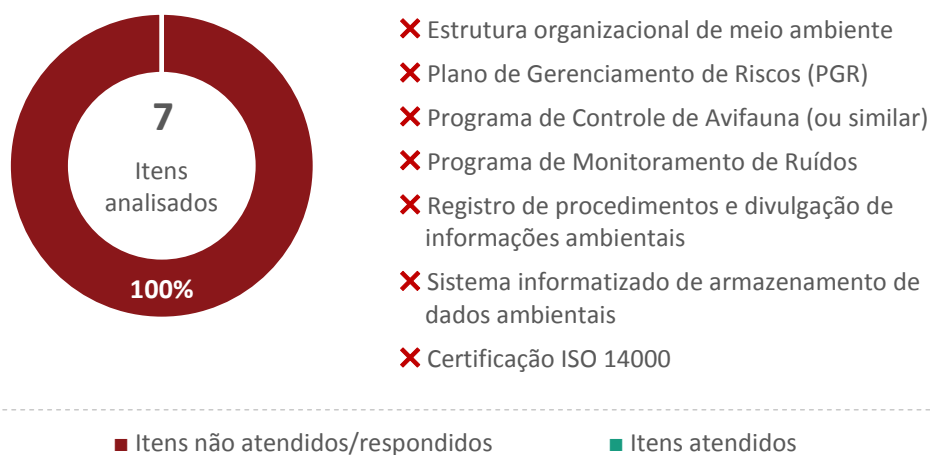 7
Itens
analisados
100%
Estrutura organizacional de meio ambiente
Plano de Gerenciamento de Riscos (PGR)
Programa de Controle de Avifauna (ou similar)
Programa de Monitoramento de Ruídos
Registro de procedimentos e divulgação de
informações ambientais
Sistema informatizado de armazenamento de
dados ambientais
Certificação ISO 14000
Itens não atendidos/respondidos
Itens atendidos